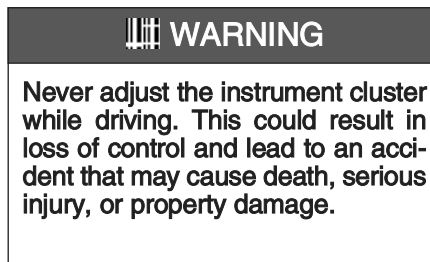 WARNING
Never adjust the instrument cluster
while driving. This could result in
loss of control and lead to an acci-
dent that may cause death, serious
injury, or property damage.